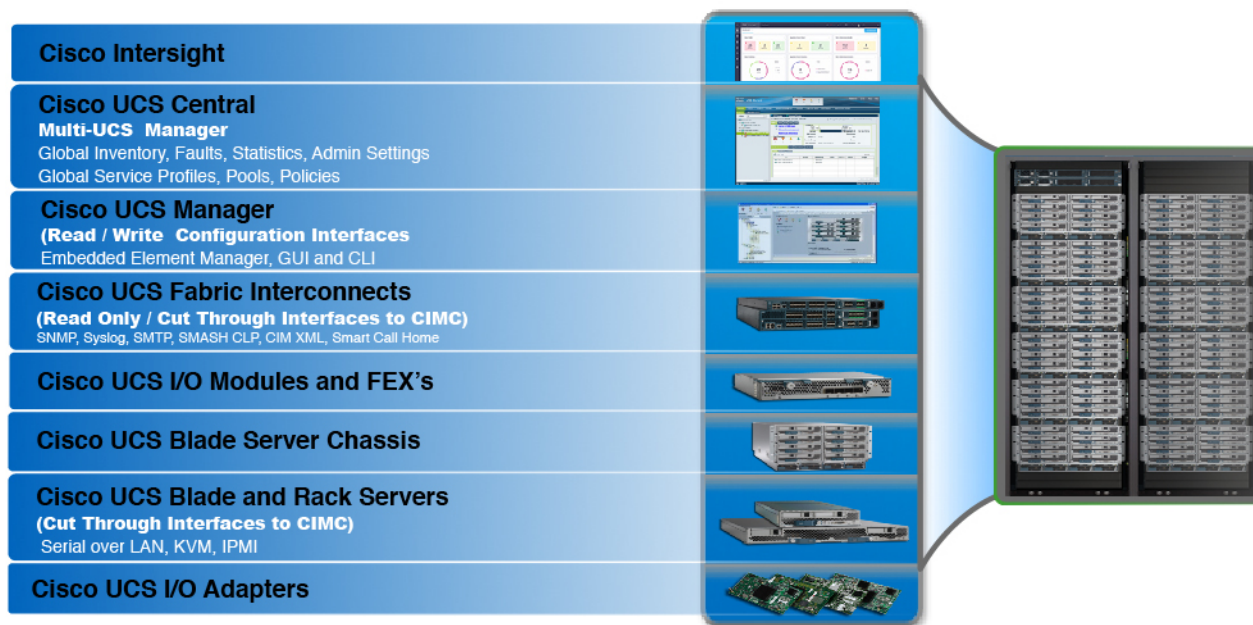 Cisco Intersight
Cisco UCS Central
Multi-UCS Manager
Global Inventory, Faults, Statistics, Admin Settings
Global Service Profiles, Pools, Policies
Cisco UCS Manager
(Read / Write Configuration Interfaces
Embedded Element Manager, GUI and CLI
Cisco UCS Fabric Interconnects
(Read Only / Cut Through Interfaces to CIMC)
SNMP, Syslog, SMTP, SMASH CLP, CIM XML, Smart Call Home
Cisco UCS I/O Modules and FEX's
Cisco UCS Blade Server Chassis
Cisco UCS Blade and Rack Servers
(Cut Through Interfaces to CIMC)
Serial over LAN, KVM, IPMI
Cisco UCS I/O Adapters